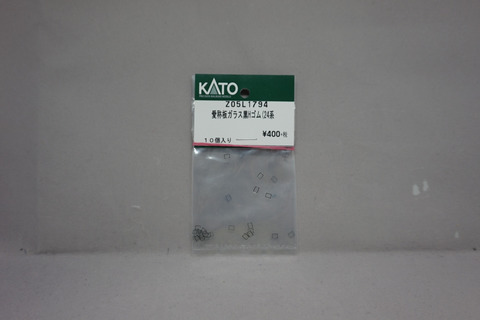 KATO
Z05L1794
愛称板ガラス黒Hゴム(24系
¥400+税
10個入り